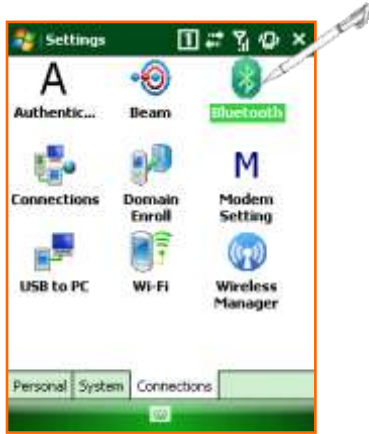 Settings
1
A
Authentic...
Beam
Bluetooth
Connections
Domain
Enroll
M
Modem
Setting
USB to PC
Wi-Fi
Wireless
Manager
Personal
System
Connections